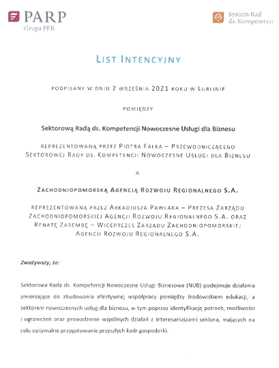 PARP
Grupa PFR
System Rad
ds. Kompetencji
LIST INTENCYJNY
PODPISANY W DNIU 2 WRZEŚNIA 2021 ROKU W LUBLINIE
POMIĘDZY
Sektorową Radą ds. Kompetencji Nowoczesne Usługi dla Biznesu
REPREZENTOWANĄ PRZEZ PIOTRA FAŁKA – PRZEWODNICZĄCEGO
SEKTOROWEJ RADY DS. KOMPETENCJI NOWOCZESNE USŁUGI DLA BIZNESU
A
ZACHODNIOPOMORSKĄ AGENCJĄ ROZWOJU REGIONALNEGO S.A.
REPREZENTOWANĄ PRZEZ ARKADIUSZA PAWLAKA – PREZESA ZARZĄDU
ZACHODNIOPOMORSKIEJ AGENCJI ROZWOJU REGIONALNEGO S.A. ORAZ
RENATĘ ZAREMBĘ – WICEPREZES ZARZĄDU ZACHODNIOPOMORSKIEJ
AGENCJI ROZWOJU REGIONALNEGO S.A.
Zważywszy, że:
Sektorowa Rada ds. Kompetencji Nowoczesne Usługi Biznesowe (NUB) podejmuje działania
zmierzające do zbudowania efektywnej współpracy pomiędzy środowiskiem edukacji, a
sektorem nowoczesnych usług dla biznesu, w tym poprzez identyfikację potrzeb, możliwości
i ograniczeń oraz prowadzenie wspólnych działań z interesariuszami sektora, mających na
celu optymalne przygotowanie przyszłych kadr gospodarki.